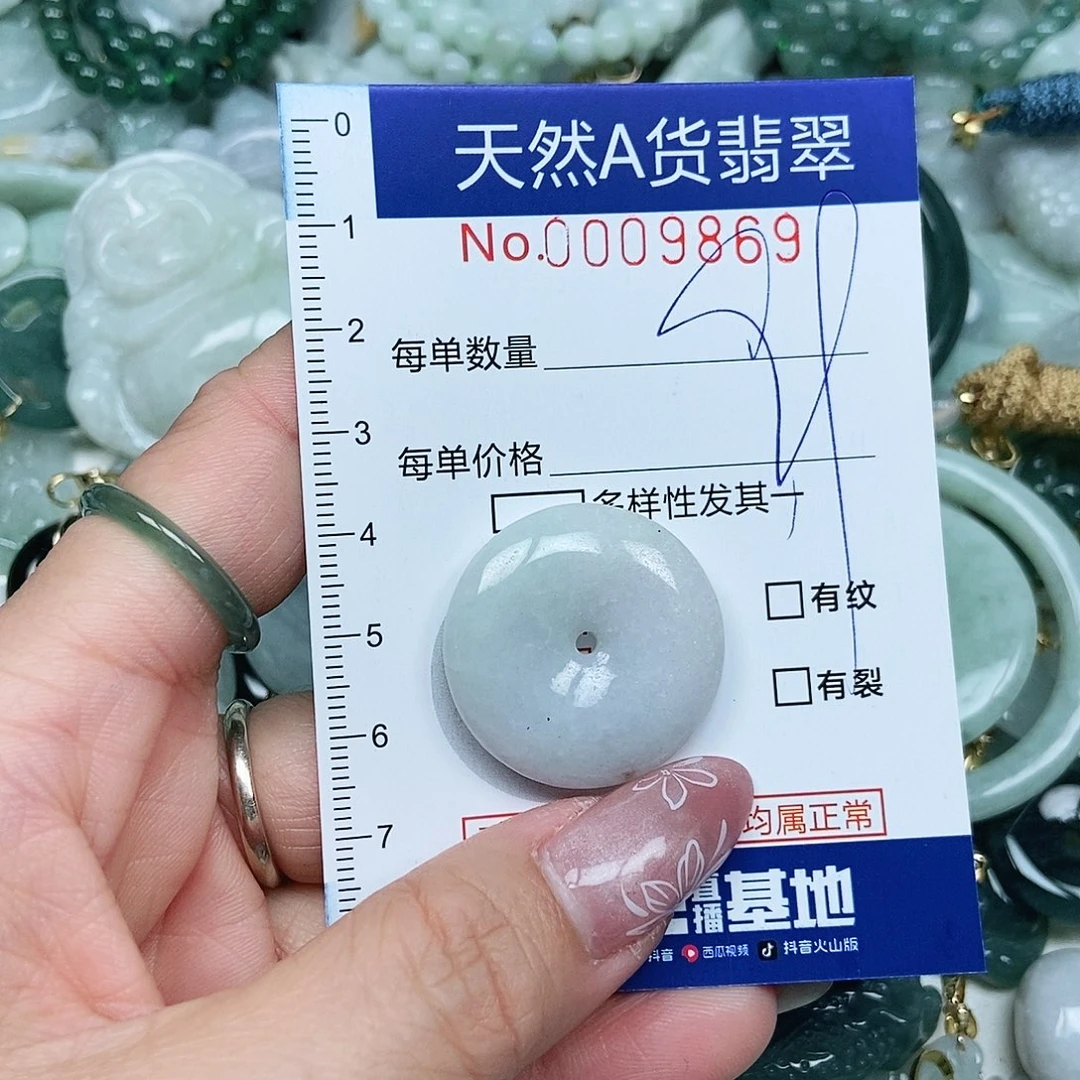 天然A货翡翠
No.0009869
0
1
2
3
4
5
6
7
每单数量
每单价格
多样性发其一
有纹
有裂
均属正常
播基地
抖音 西瓜视频 抖音火山版